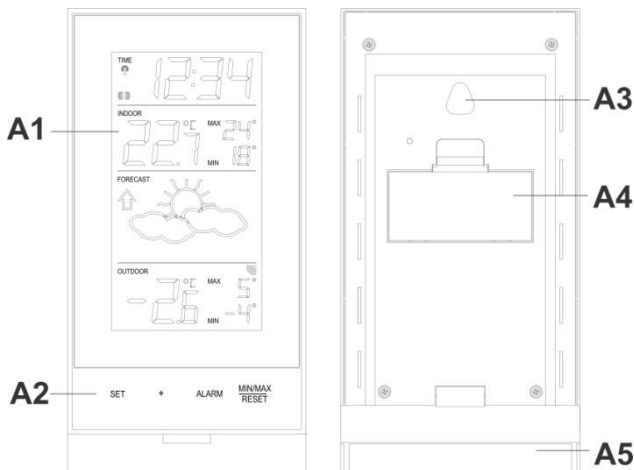 TIME
12:34
INDOOR
22.7 °C MAX 24° MIN 18°
FORECAST
OUTDOOR
-2.6 °C MAX 5° MIN -4°
SET + ALARM MIN/MAX
RESET
A1
A2
A3
A4
A5